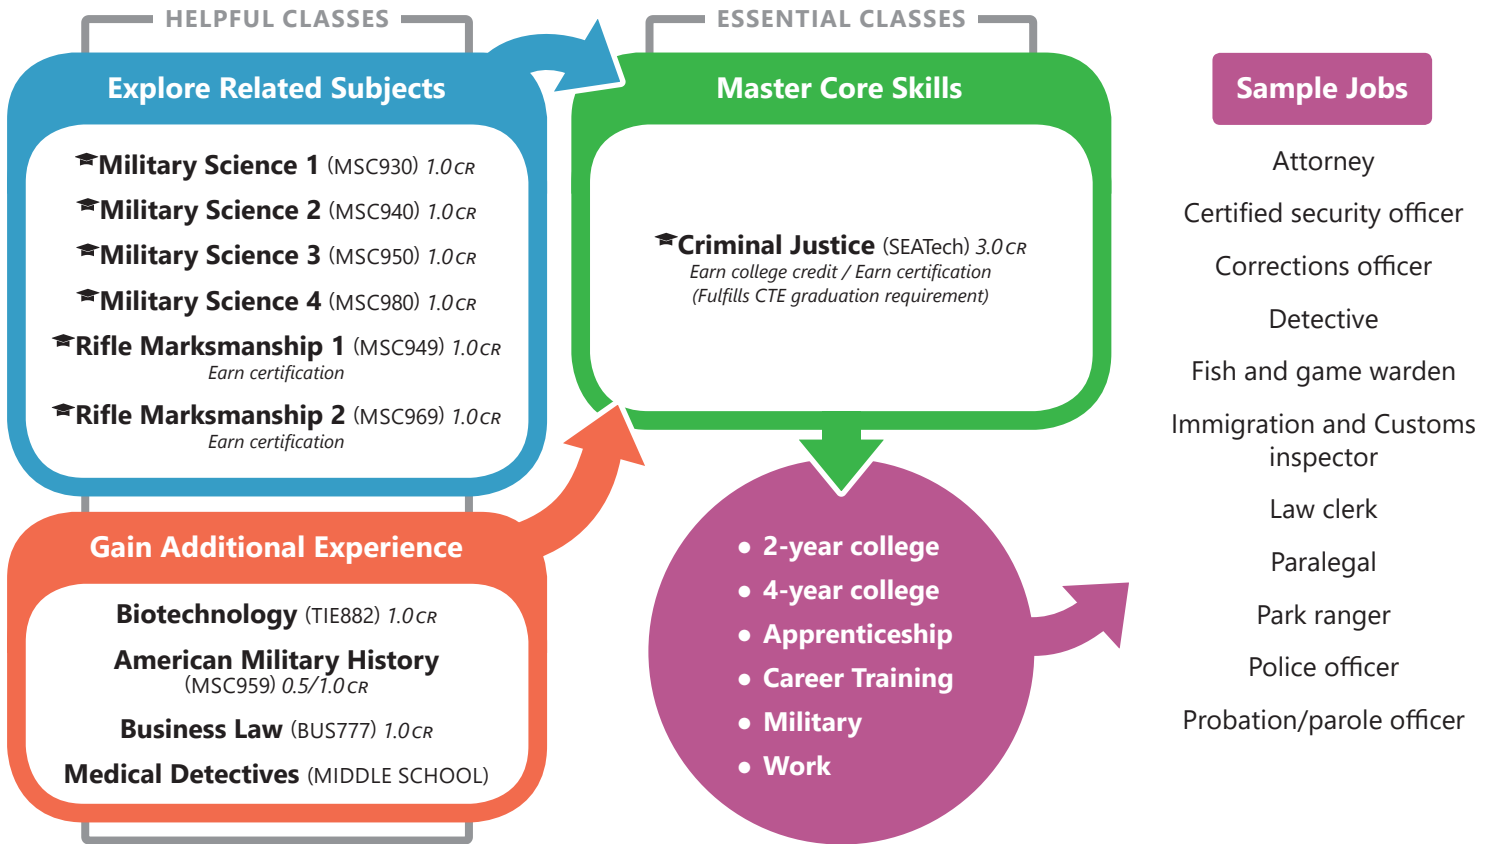 HELPFUL CLASSES
Explore Related Subjects
Military Science 1 (MSC930) 1.0 CR
Military Science 2 (MSC940) 1.0 CR
Military Science 3 (MSC950) 1.0 CR
Military Science 4 (MSC980) 1.0 CR
Rifle Marksmanship 1 (MSC949) 1.0 CR
Earn certification
Rifle Marksmanship 2 (MSC969) 1.0 CR
Earn certification
Gain Additional Experience
Biotechnology (TIE882) 1.0 CR
American Military History
(MSC959) 0.5/1.0 CR
Business Law (BUS777) 1.0 CR
Medical Detectives (MIDDLE SCHOOL)
ESSENTIAL CLASSES
Master Core Skills
Criminal Justice (SEATech) 3.0 CR
Earn college credit / Earn certification
(Fulfills CTE graduation requirement)
• 2-year college
• 4-year college
• Apprenticeship
• Career Training
• Military
• Work
Sample Jobs
Attorney
Certified security officer
Corrections officer
Detective
Fish and game warden
Immigration and Customs
inspector
Law clerk
Paralegal
Park ranger
Police officer
Probation/parole officer